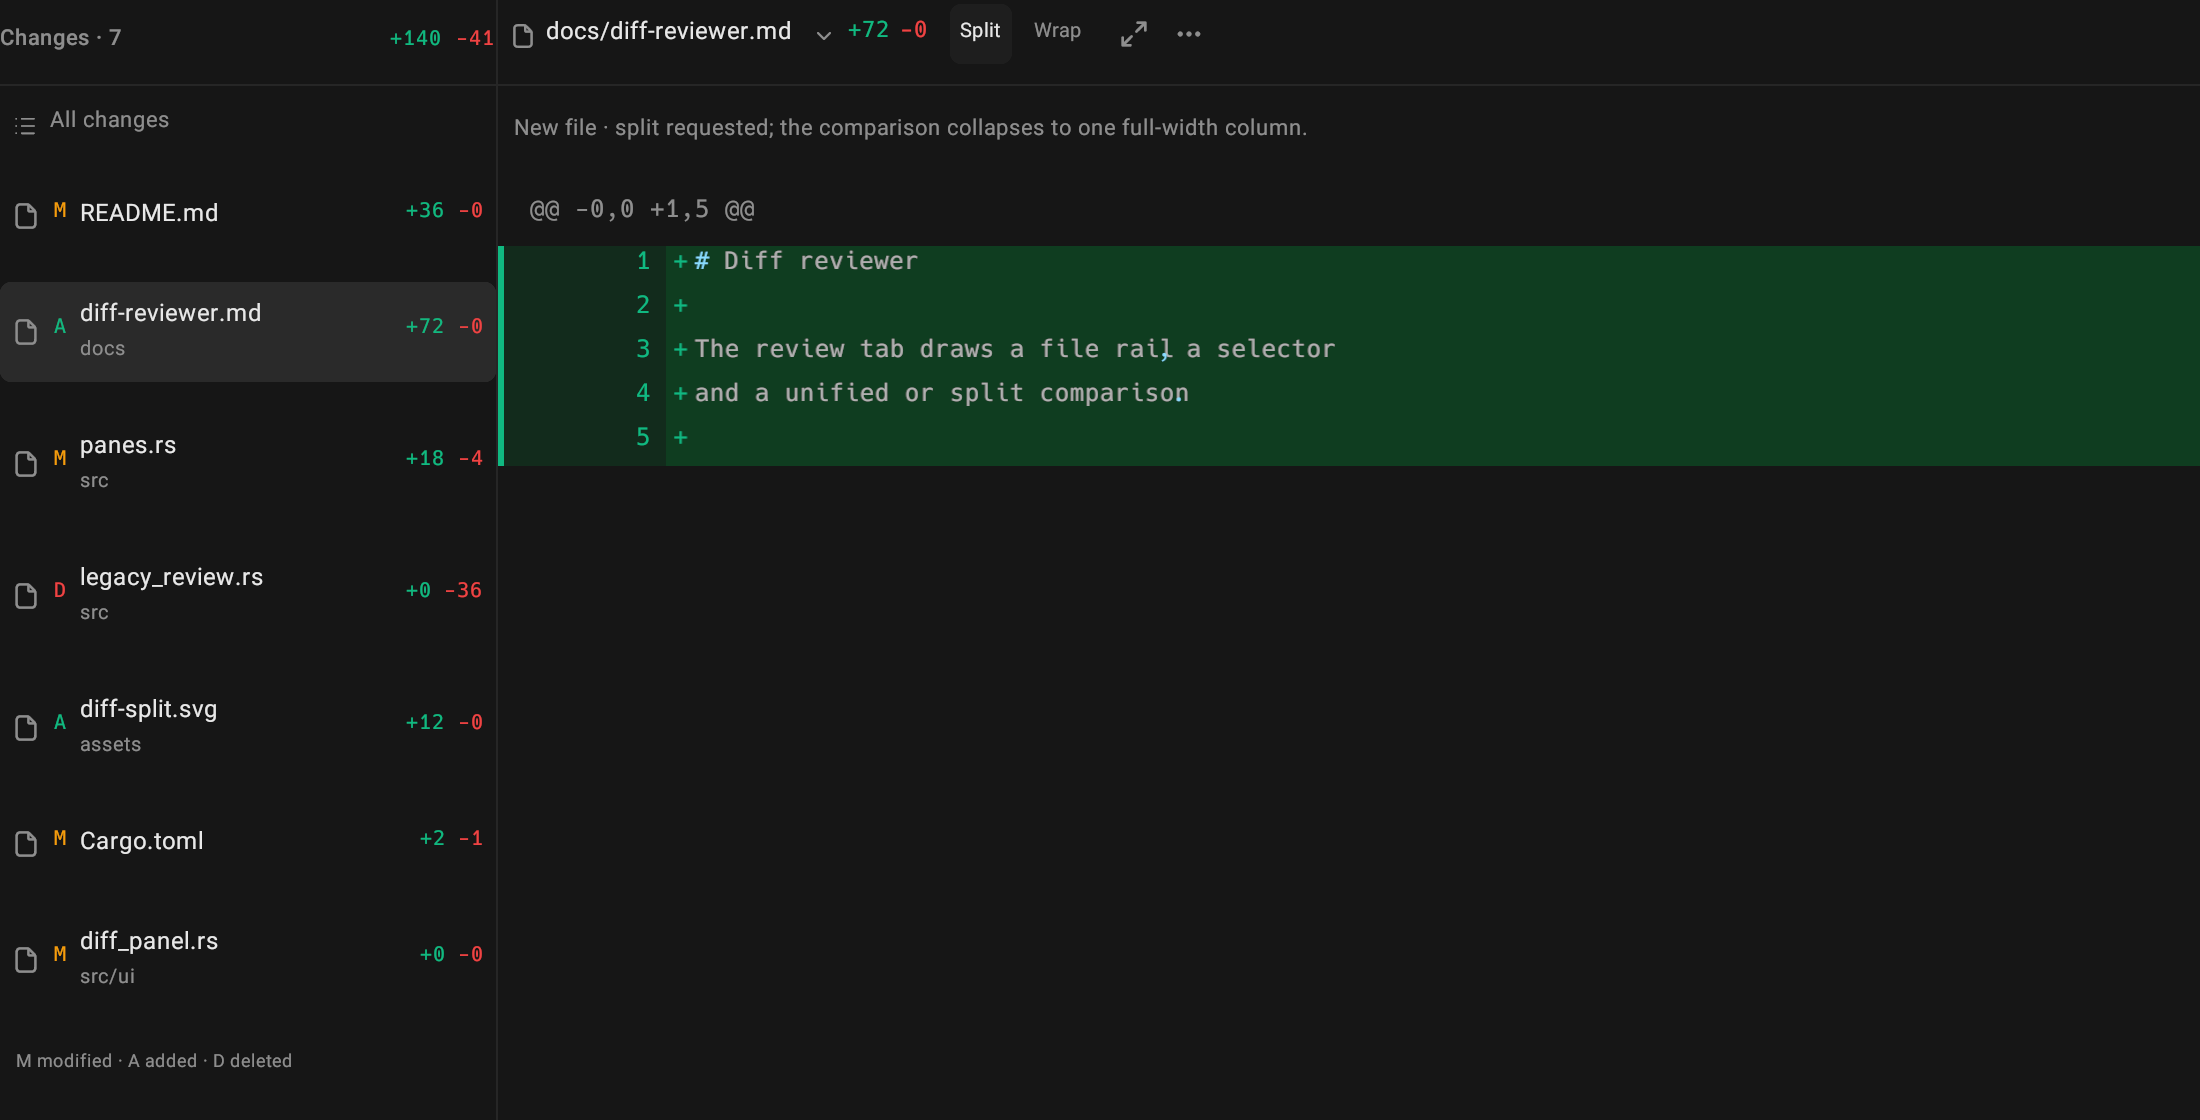 Changes · 7 +140 -41
All changes
M README.md +36 -0
A diff-reviewer.md +72 -0
docs
M panes.rs +18 -4
src
D legacy_review.rs +0 -36
src
A diff-split.svg +12 -0
assets
M Cargo.toml +2 -1
M diff_panel.rs +0 -0
src/ui
M modified · A added · D deleted
docs/diff-reviewer.md +72 -0 Split Wrap
New file · split requested; the comparison collapses to one full-width column.
@@ -0,0 +1,5 @@
1 +# Diff reviewer
2 +
3 +The review tab draws a file rail, a selector
4 +and a unified or split comparison.
5 +